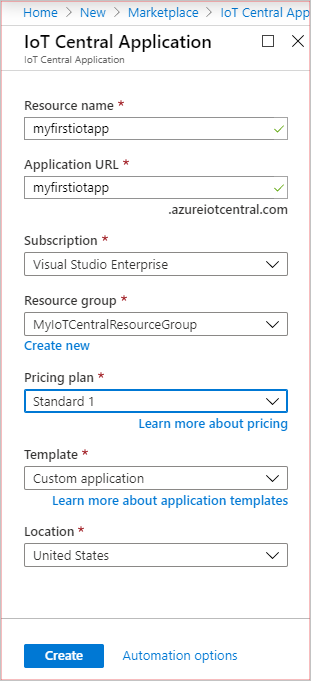 Home > New > Marketplace > IoT Central App
IoT Central Application
IoT Central Application
Resource name *
myfirstiotapp
Application URL *
myfirstiotapp
.azureiotcentral.com
Subscription *
Visual Studio Enterprise
Resource group *
MyIoTCentralResourceGroup
Create new
Pricing plan *
Standard 1
Learn more about pricing
Template *
Custom application
Learn more about application templates
Location *
United States
Create Automation options